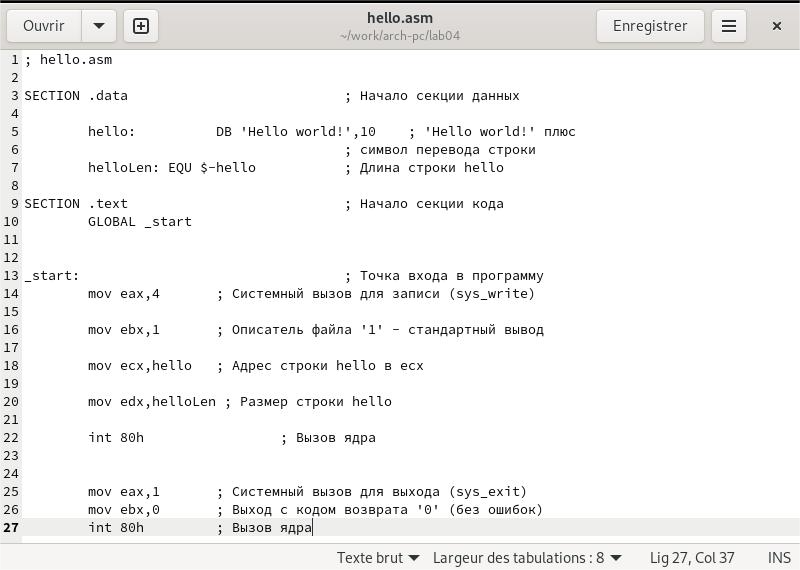 Ouvrir
hello.asm
~/work/arch-pc/lab04
Enregistrer
1 ; hello.asm
2
3 SECTION .data ; Начало секции данных
4
5 hello: DB 'Hello world!',10 ; 'Hello world!' плюс
6 ; символ перевода строки
7 helloLen: EQU $-hello ; Длина строки hello
8
9 SECTION .text ; Начало секции кода
10 GLOBAL _start
11
12
13 _start: ; Точка входа в программу
14 mov eax,4 ; Системный вызов для записи (sys_write)
15
16 mov ebx,1 ; Описатель файла '1' - стандартный вывод
17
18 mov ecx,hello ; Адрес строки hello в ecx
19
20 mov edx,helloLen ; Размер строки hello
21
22 int 80h ; Вызов ядра
23
24
25 mov eax,1 ; Системный вызов для выхода (sys_exit)
26 mov ebx,0 ; Выход с кодом возврата '0' (без ошибок)
27 int 80h ; Вызов ядра
Texte brut Largeur des tabulations : 8 Lig 27, Col 37 INS